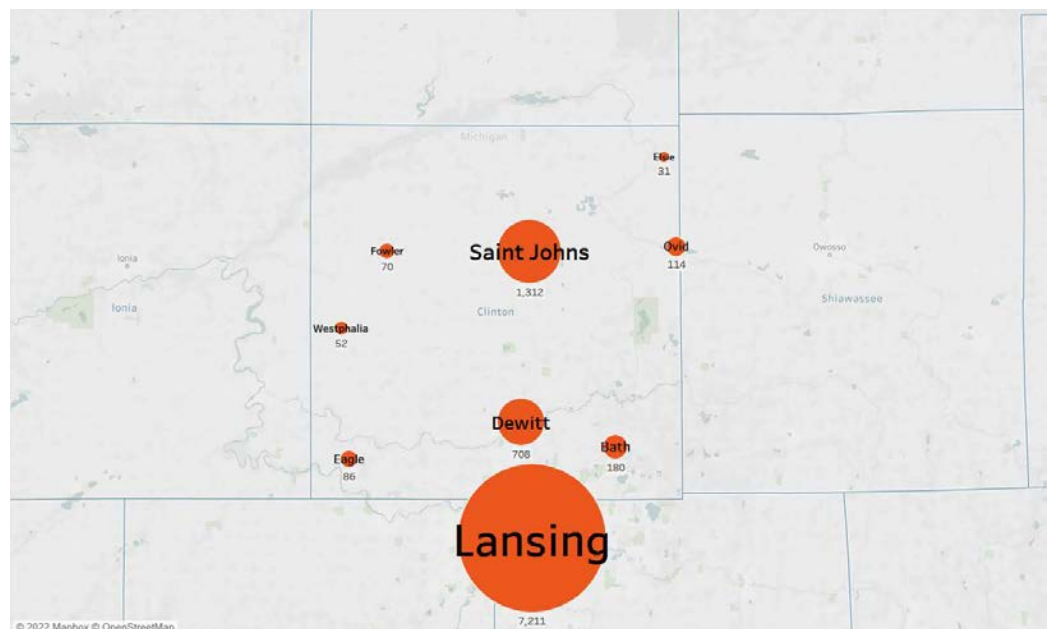 Michigan
Elsie
31
Saint Johns
1,312
Fowler
70
Ovid
114
Owosso
Ionia
Ionia
Shiawassee
Clinton
Westphalia
52
Dewitt
708
Bath
180
Eagle
86
Lansing
7,211
© 2022 Mapbox © OpenStreetMap